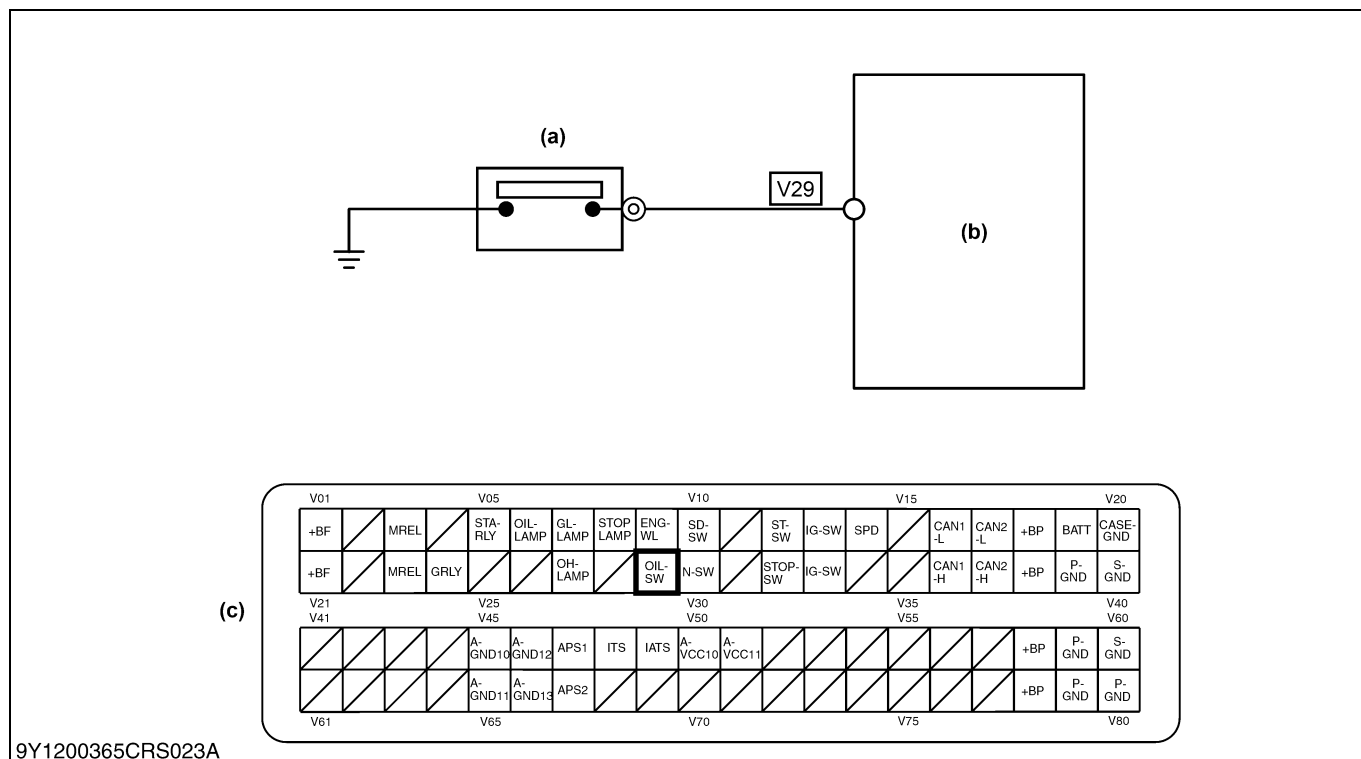 (a)
V29
(b)
(c)
V01 V05 V10 V15 V20
+BF MREL STA-RLY OIL-LAMP GL-LAMP STOP LAMP ENG-WL SD-SW ST-SW IG-SW SPD CAN1-L CAN2-L +BP BATT CASE-GND
+BF MREL GRLY OH-LAMP OIL-SW N-SW STOP-SW IG-SW CAN1-H CAN2-H +BP P-GND S-GND
V21 V25 V30 V35 V40
V41 V45 V50 V55 V60
A-GND10 A-GND12 APS1 ITS IATS A-VCC10 A-VCC11 +BP P-GND S-GND
A-GND11 A-GND13 APS2 +BP P-GND P-GND
V61 V65 V70 V75 V80
9Y1200365CRS023A